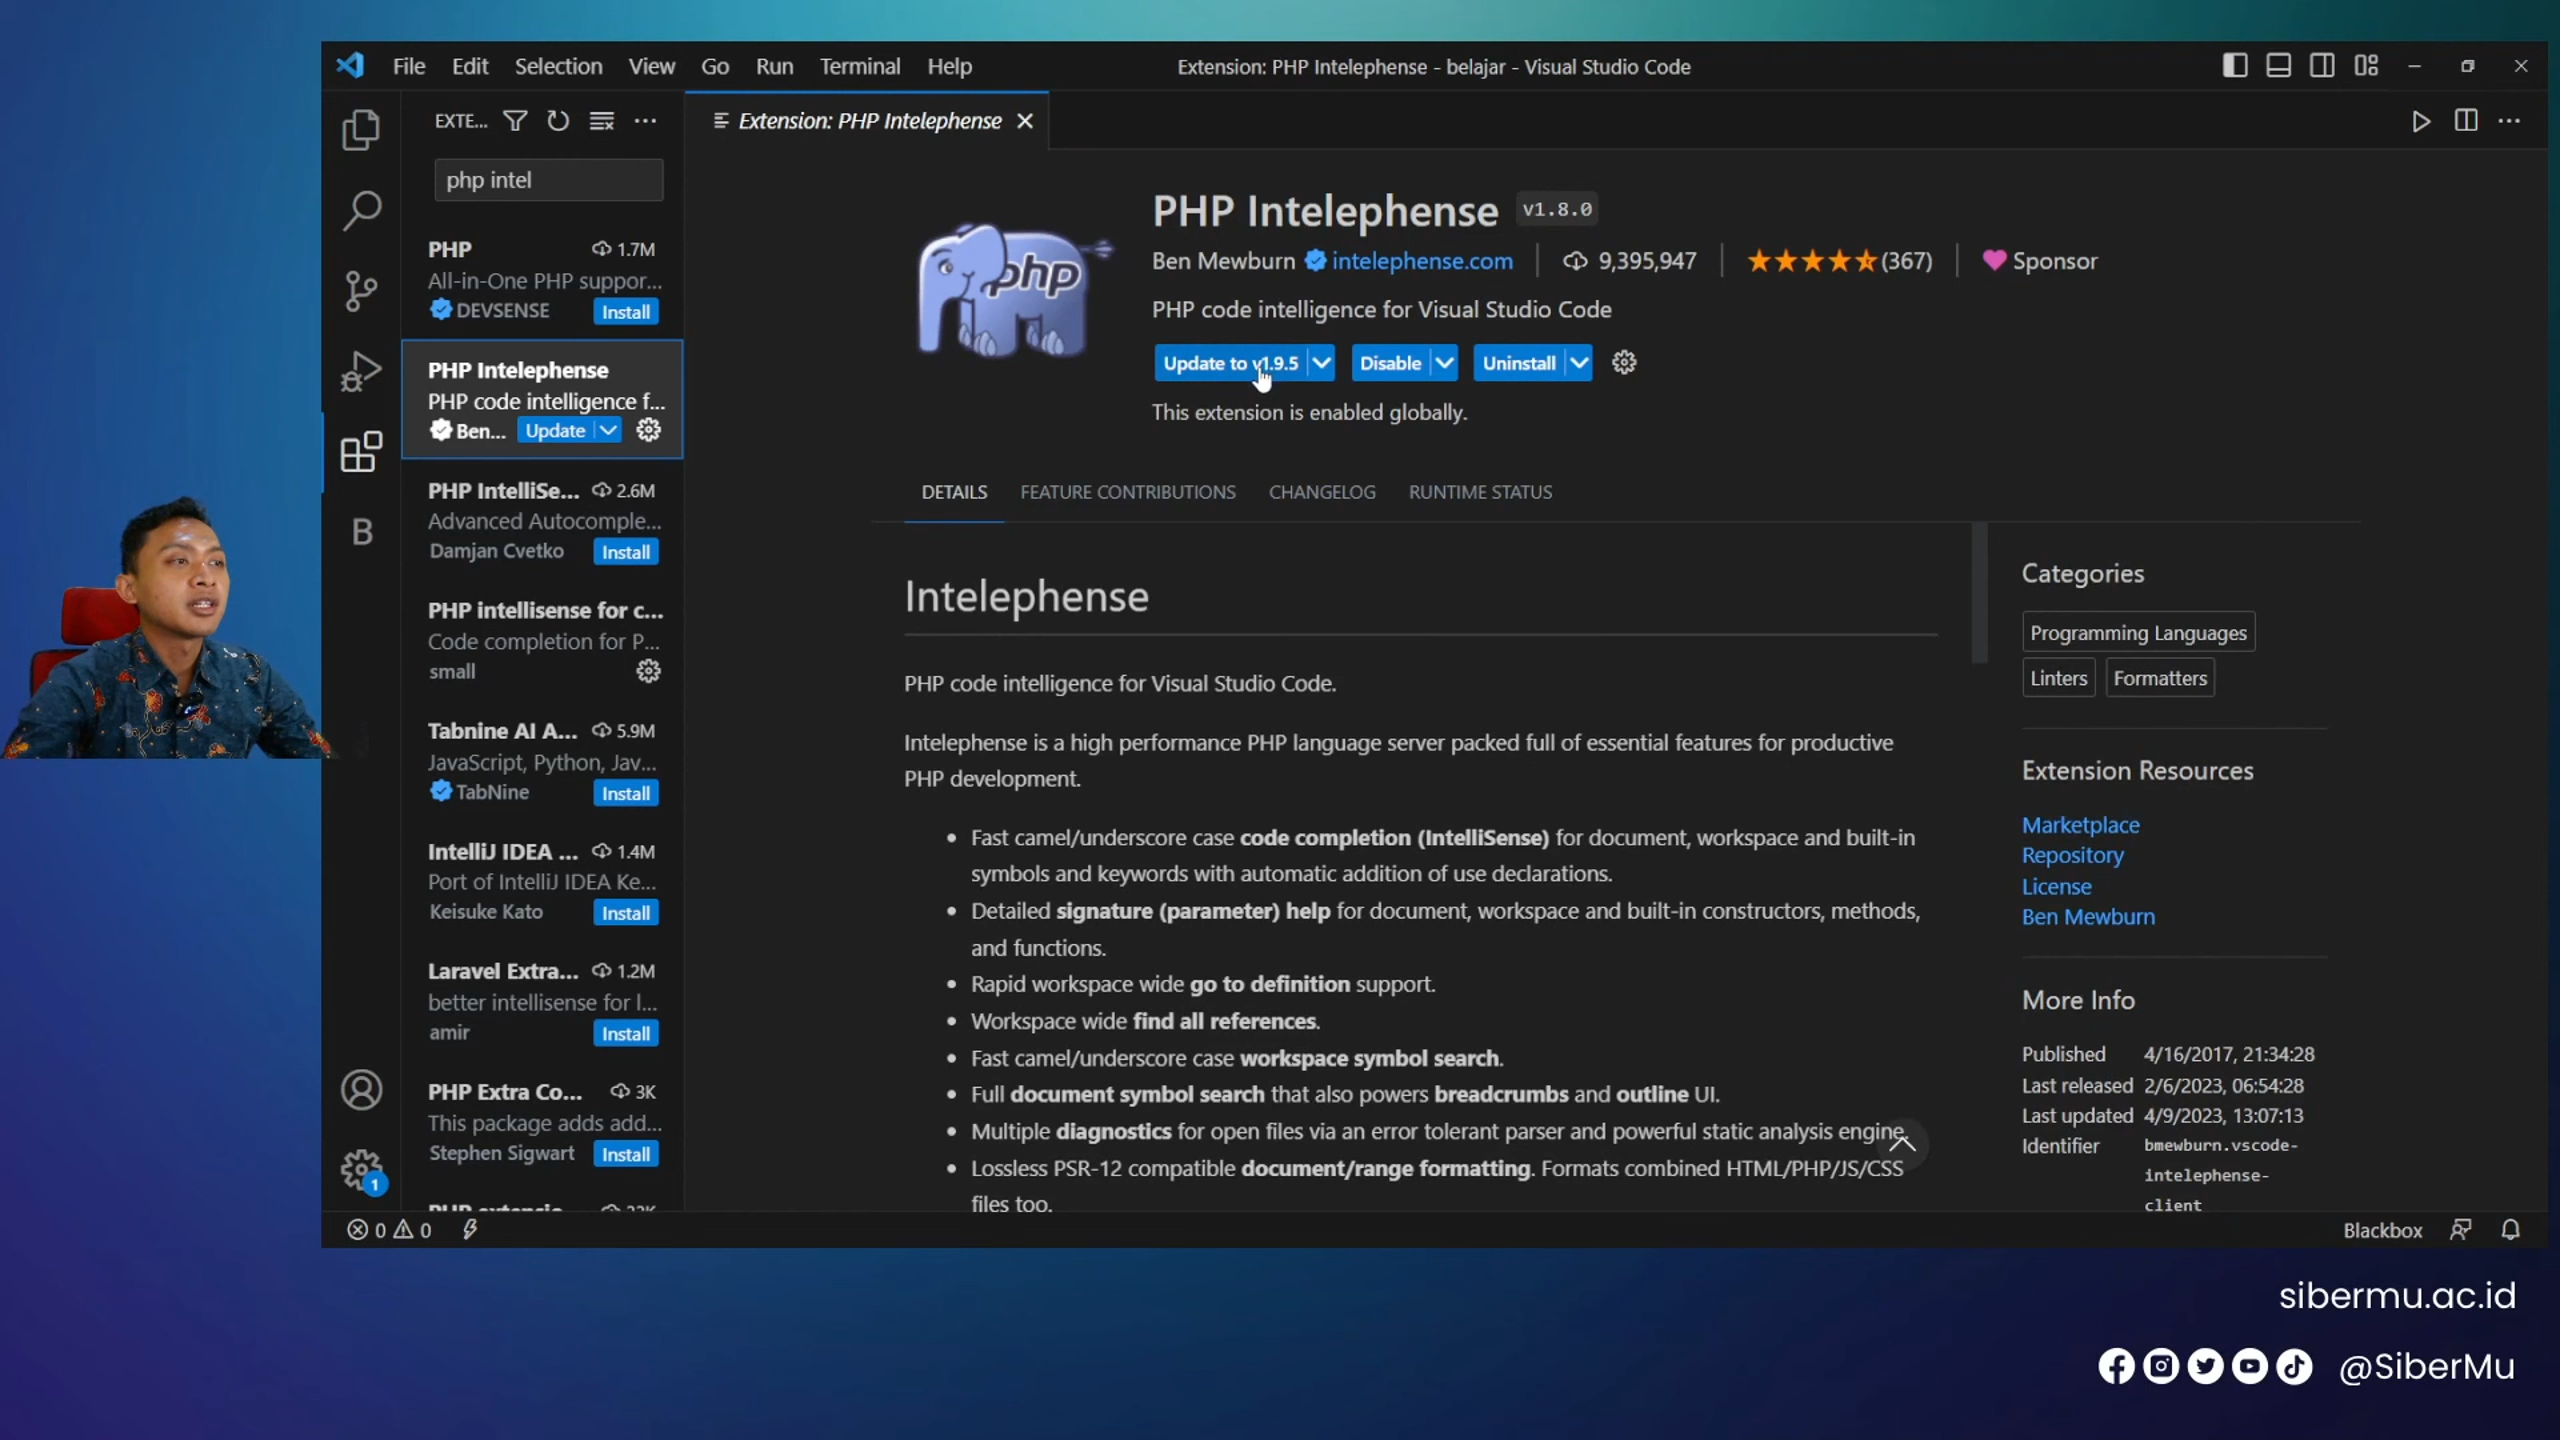 File Edit Selection View Go Run Terminal Help
Extension: PHP Intelephense - belajar - Visual Studio Code
EXTE...
php intel
PHP 1.7M
All-in-One PHP suppor...
DEVSENSE Install
PHP Intelephense
PHP code intelligence f...
Ben... Update
PHP IntelliSe... 2.6M
Advanced Autocomple...
Damjan Cvetko Install
PHP intellisense for c...
Code completion for P...
small
Tabnine AI A... 5.9M
JavaScript, Python, Jav...
TabNine Install
IntelliJ IDEA ... 1.4M
Port of IntelliJ IDEA Ke...
Keisuke Kato Install
Laravel Extra... 1.2M
better intellisense for l...
amir Install
PHP Extra Co... 3K
This package adds add...
Stephen Sigwart Install
B
1
Extension: PHP Intelephense
php
PHP Intelephense v1.8.0
Ben Mewburn intelephense.com 9,395,947 (367) Sponsor
PHP code intelligence for Visual Studio Code
Update to v1.9.5 Disable Uninstall
This extension is enabled globally.
DETAILS FEATURE CONTRIBUTIONS CHANGELOG RUNTIME STATUS
Intelephense
PHP code intelligence for Visual Studio Code.
Intelephense is a high performance PHP language server packed full of essential features for productive
PHP development.
• Fast camel/underscore case code completion (IntelliSense) for document, workspace and built-in
symbols and keywords with automatic addition of use declarations.
• Detailed signature (parameter) help for document, workspace and built-in constructors, methods,
and functions.
• Rapid workspace wide go to definition support.
• Workspace wide find all references.
• Fast camel/underscore case workspace symbol search.
• Full document symbol search that also powers breadcrumbs and outline UI.
• Multiple diagnostics for open files via an error tolerant parser and powerful static analysis engine.
• Lossless PSR-12 compatible document/range formatting. Formats combined HTML/PHP/JS/CSS
files too.
Categories
Programming Languages
Linters Formatters
Extension Resources
Marketplace
Repository
License
Ben Mewburn
More Info
Published 4/16/2017, 21:34:28
Last released 2/6/2023, 06:54:28
Last updated 4/9/2023, 13:07:13
Identifier bmewburn.vscode-
intelephense-
client
0 0
Blackbox
sibermu.ac.id
@SiberMu